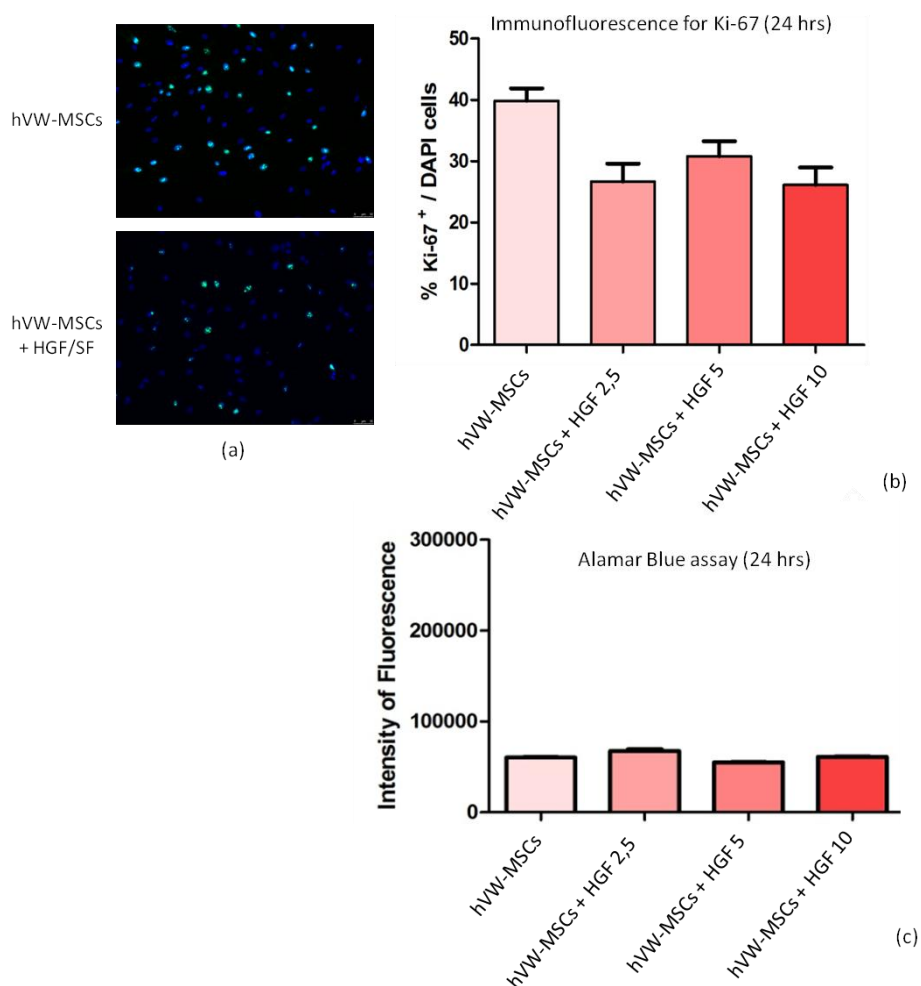 hVW-MSCs
hVW-MSCs
+ HGF/SF
(a)
Immunofluorescence for Ki-67 (24 hrs)
% Ki-67+ / DAPI cells
50
40
30
20
10
0
hVW-MSCs
hVW-MSCs + HGF 2,5
hVW-MSCs + HGF 5
hVW-MSCs + HGF 10
(b)
Alamar Blue assay (24 hrs)
Intensity of Fluorescence
300000
200000
100000
0
hVW-MSCs
hVW-MSCs + HGF 2,5
hVW-MSCs + HGF 5
hVW-MSCs + HGF 10
(c)